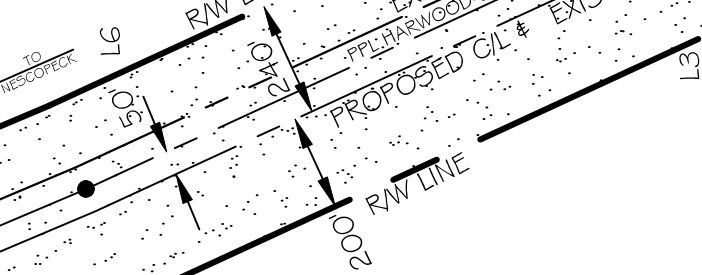 R/W L
L6
TO
NESCOPECK
50'
240'
PPL-HARWOOD
EXIS
PROPOSED C/L &
L3
R/W LINE
200'